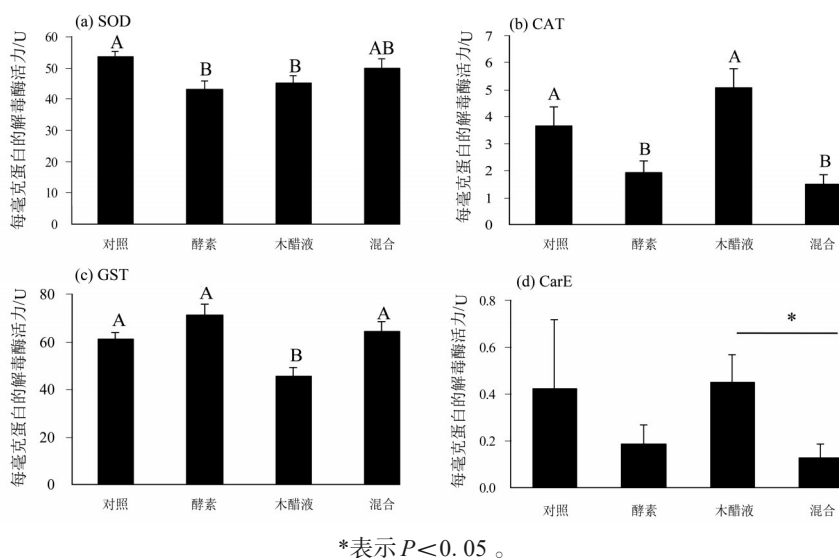 (a) SOD
每毫克蛋白的解毒酶活力/U
60
50
40
30
20
10
0
A
B
B
AB
对照
酵素
木醋液
混合
(b) CAT
每毫克蛋白的解毒酶活力/U
7
6
5
4
3
2
1
0
A
B
A
B
对照
酵素
木醋液
混合
(c) GST
每毫克蛋白的解毒酶活力/U
80
60
40
20
00
A
A
B
A
对照
酵素
木醋液
混合
(d) CarE
每毫克蛋白的解毒酶活力/U
0.8
0.6
0.4
0.2
0.0
*
对照
酵素
木醋液
混合
*表示P<0.05。